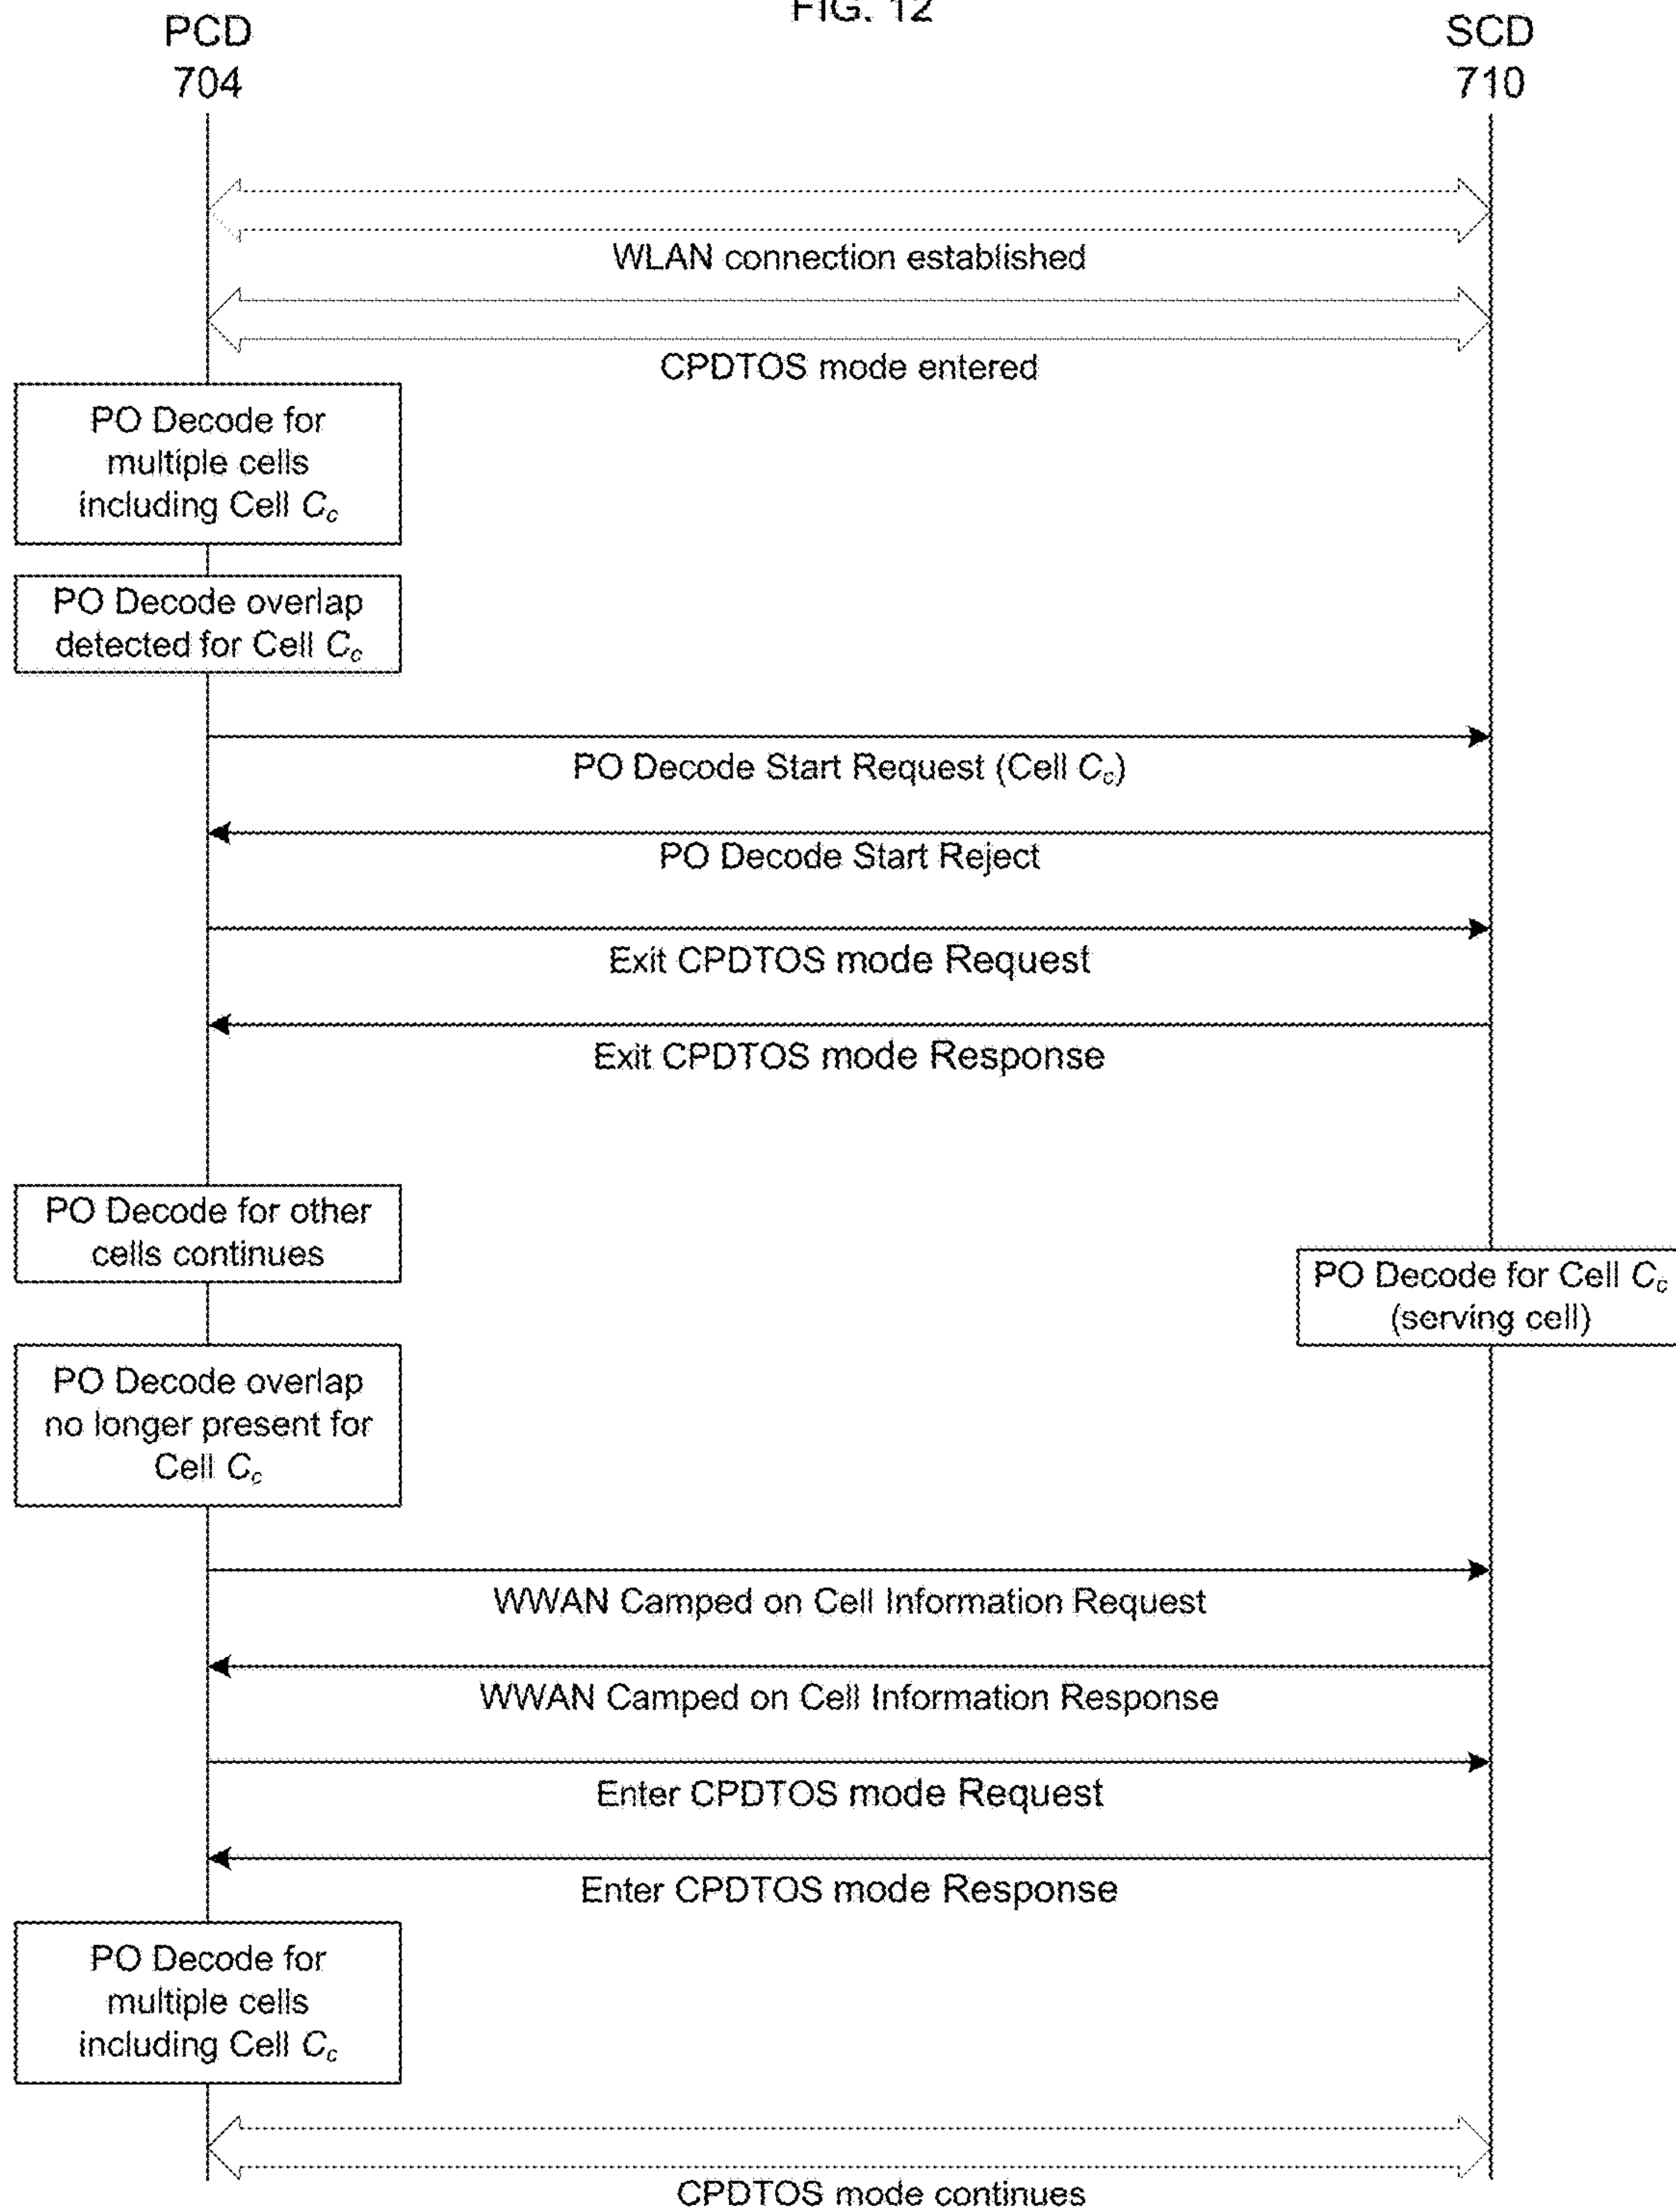 FIG. 12
PCD
704
SCD
710
WLAN connection established
CPDTOS mode entered
PO Decode for
multiple cells
including Cell Cc
PO Decode overlap
detected for Cell Cc
PO Decode Start Request (Cell Cc)
PO Decode Start Reject
Exit CPDTOS mode Request
Exit CPDTOS mode Response
PO Decode for other
cells continues
PO Decode for Cell Cc
(serving cell)
PO Decode overlap
no longer present for
Cell Cc
WWAN Camped on Cell Information Request
WWAN Camped on Cell Information Response
Enter CPDTOS mode Request
Enter CPDTOS mode Response
PO Decode for
multiple cells
including Cell Cc
CPDTOS mode continues